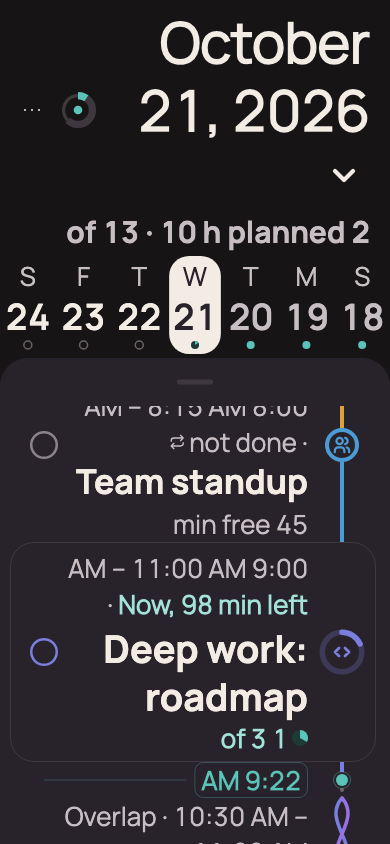 October
21, 2026
of 13 · 10 h planned 2
S F T W T M S
24 23 22 21 20 19 18
AM – 8:15 AM 8:00
not done ·
Team standup
min free 45
AM – 11:00 AM 9:00
· Now, 98 min left
Deep work:
roadmap
of 3 1
AM 9:22
Overlap · 10:30 AM –